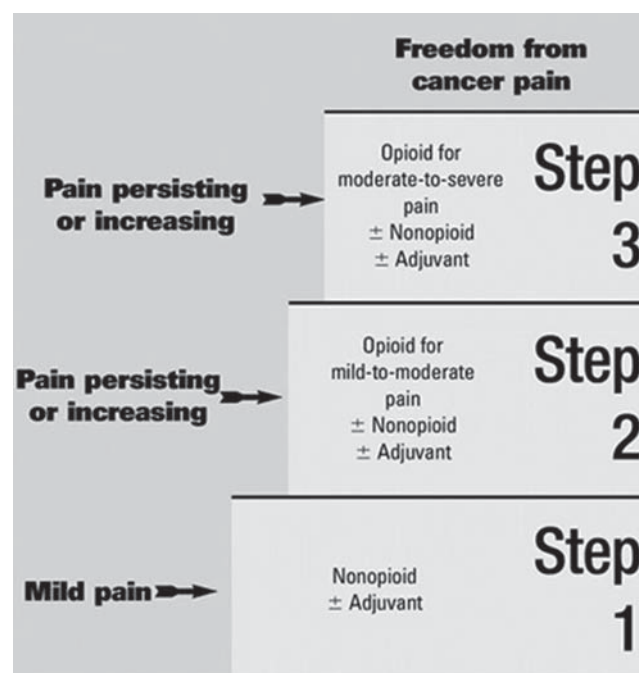 Freedom from
cancer pain
Pain persisting
or increasing
Opioid for
moderate-to-severe
pain
± Nonopioid
± Adjuvant
Step
3
Pain persisting
or increasing
Opioid for
mild-to-moderate
pain
± Nonopioid
± Adjuvant
Step
2
Mild pain
Nonopioid
± Adjuvant
Step
1